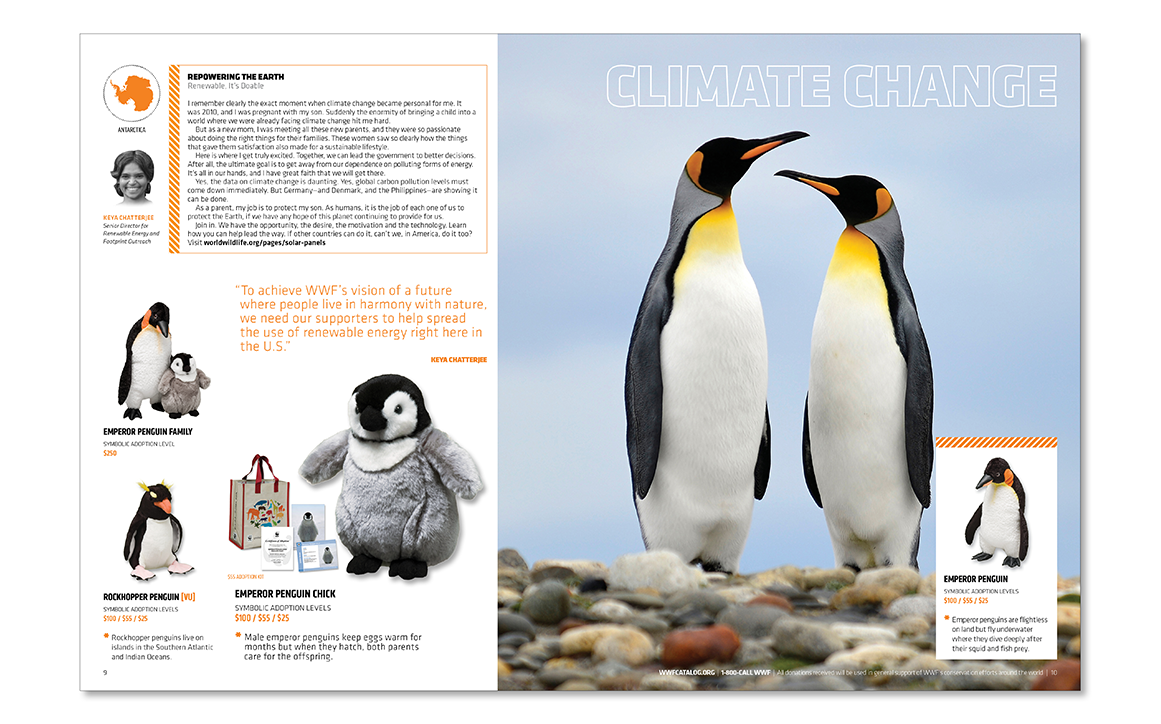 ANTARCTICA
KEYA CHATTERJEE
Senior Director for
Renewable Energy and
Footprint Outreach
REPOWERING THE EARTH
Renewable, It's Doable
I remember clearly the exact moment when climate change became personal for me. It
was 2010, and I was pregnant with my son. Suddenly the enormity of bringing a child into a
world where we were already facing climate change hit me hard.
But as a new mom, I was meeting all these new parents, and they were so passionate
about doing the right things for their families. These women saw so clearly how the things
that gave them satisfaction also made for a sustainable lifestyle.
Here is where I get truly excited. Together, we can lead the government to better decisions.
After all, the ultimate goal is to get away from our dependence on polluting forms of energy.
It's all in our hands, and I have great faith that we will get there.
Yes, the data on climate change is daunting. Yes, global carbon pollution levels must
come down immediately. But Germany—and Denmark, and the Philippines—are showing it
can be done.
As a parent, my job is to protect my son. As humans, it is the job of each one of us to
protect the Earth, if we have any hope of this planet continuing to provide for us.
Join in. We have the opportunity, the desire, the motivation and the technology. Learn
how you can help lead the way. If other countries can do it, can't we, in America, do it too?
Visit worldwildlife.org/pages/solar-panels
"To achieve WWF's vision of a future
where people live in harmony with nature,
we need our supporters to help spread
the use of renewable energy right here in
the U.S."
KEYA CHATTERJEE
EMPEROR PENGUIN FAMILY
SYMBOLIC ADOPTION LEVEL
$250
ROCKHOPPER PENGUIN [VU]
SYMBOLIC ADOPTION LEVELS
$100 / $55 / $25
* Rockhopper penguins live on
islands in the Southern Atlantic
and Indian Oceans.
$55 ADOPTION KIT
EMPEROR PENGUIN CHICK
SYMBOLIC ADOPTION LEVELS
$100 / $55 / $25
* Male emperor penguins keep eggs warm for
months but when they hatch, both parents
care for the offspring.
9
CLIMATE CHANGE
EMPEROR PENGUIN
SYMBOLIC ADOPTION LEVELS
$100 / $55 / $25
* Emperor penguins are flightless
on land but fly underwater
where they dive deeply after
their squid and fish prey.
WWFCATALOG.ORG | 1-800-CALL WWF | All donations received will be used in general support of WWF's conservation efforts around the world | 10